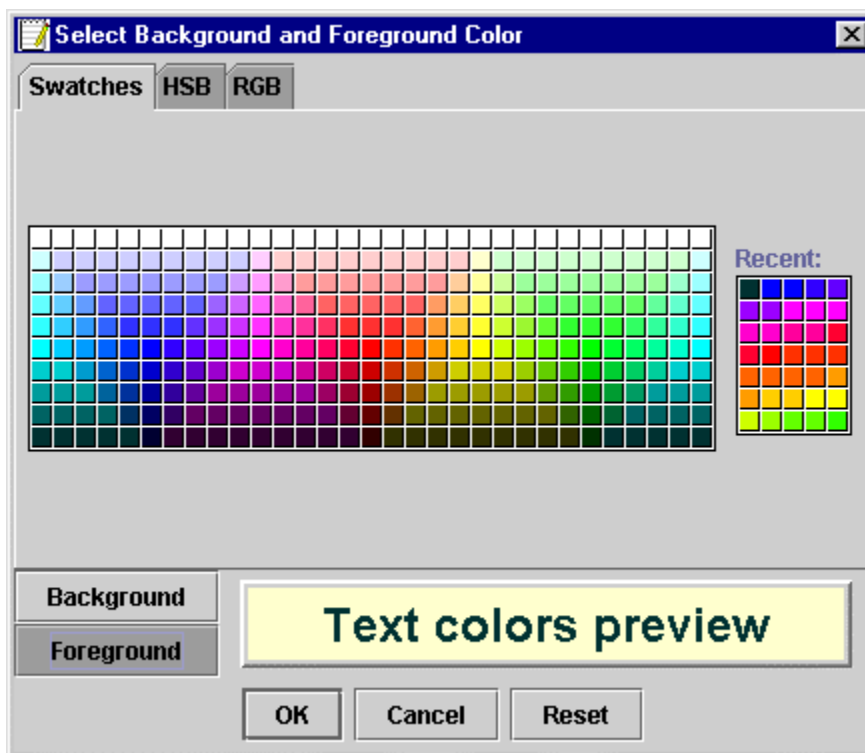 Select Background and Foreground Color
Swatches HSB RGB
Recent:
Background
Foreground
Text colors preview
OK Cancel Reset